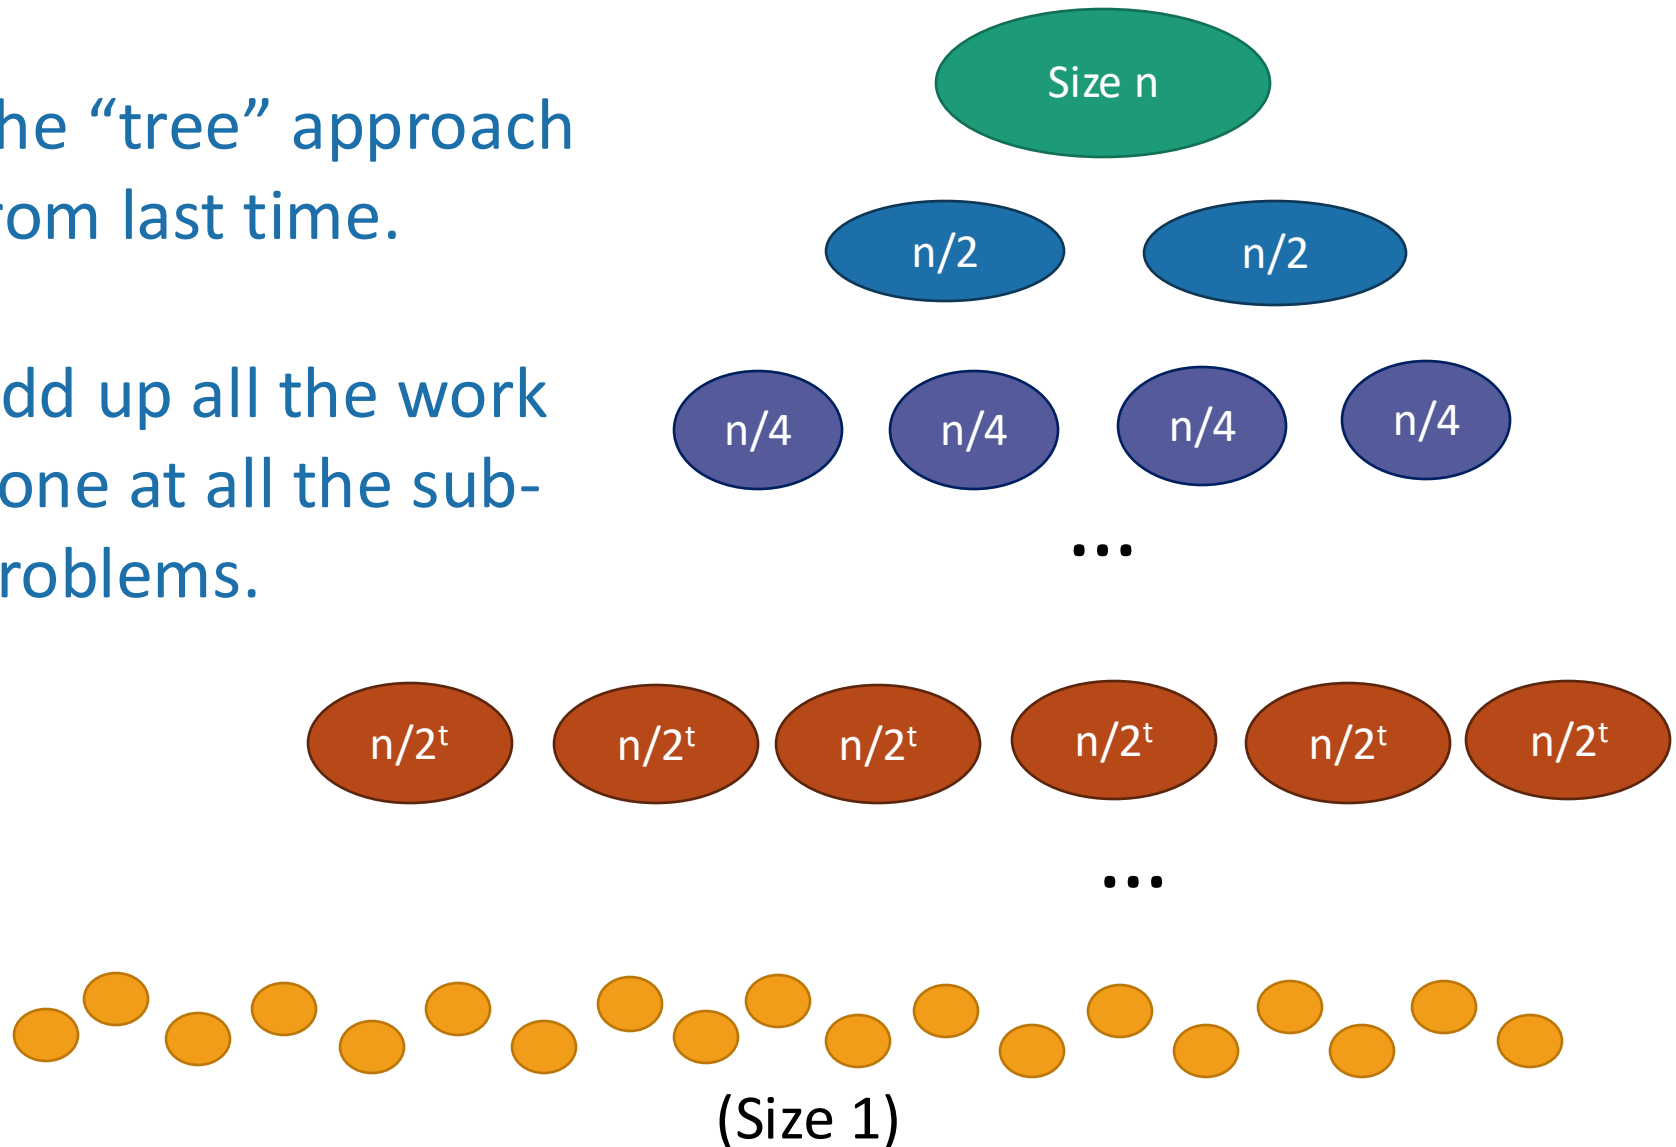 he “tree” approach
rom last time.
dd up all the work
one at all the sub-
roblems.
Size n
n/2 n/2
n/4 n/4 n/4 n/4
...
n/2ᵗ n/2ᵗ n/2ᵗ n/2ᵗ n/2ᵗ n/2ᵗ
...
(Size 1)